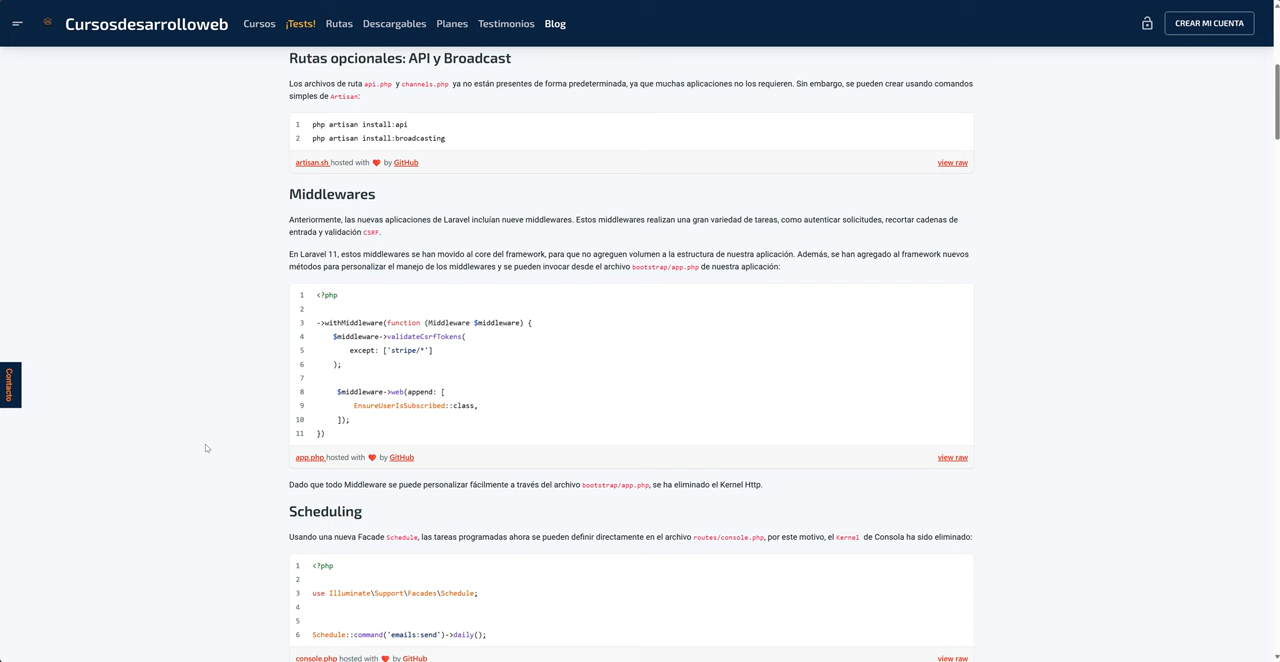 Cursosdesarrolloweb Cursos ¡Tests! Rutas Descargables Planes Testimonios Blog CREAR MI CUENTA
Rutas opcionales: API y Broadcast
Los archivos de ruta api.php y channels.php ya no están presentes de forma predeterminada, ya que muchas aplicaciones no los requieren. Sin embargo, se pueden crear usando comandos
simples de Artisan:
1 php artisan install:api
2 php artisan install:broadcasting
artisan.sh hosted with ❤ by GitHub view raw
Middlewares
Anteriormente, las nuevas aplicaciones de Laravel incluían nueve middlewares. Estos middlewares realizan una gran variedad de tareas, como autenticar solicitudes, recortar cadenas de
entrada y validación CSRF.
En Laravel 11, estos middlewares se han movido al core del framework, para que no agreguen volumen a la estructura de nuestra aplicación. Además, se han agregado al framework nuevos
métodos para personalizar el manejo de los middlewares y se pueden invocar desde el archivo bootstrap/app.php de nuestra aplicación:
1 <?php
2
3 ->withMiddleware(function (Middleware $middleware) {
4 $middleware->validateCsrfTokens(
5 except: ['stripe/*']
6 );
7
8 $middleware->web(append: [
9 EnsureUserIsSubscribed::class,
10 ]);
11 })
app.php hosted with ❤ by GitHub view raw
Dado que todo Middleware se puede personalizar fácilmente a través del archivo bootstrap/app.php, se ha eliminado el Kernel Http.
Scheduling
Usando una nueva Facade Schedule, las tareas programadas ahora se pueden definir directamente en el archivo routes/console.php, por este motivo, el Kernel de Consola ha sido eliminado:
1 <?php
2
3 use Illuminate\Support\Facades\Schedule;
4
5
6 Schedule::command('emails:send')->daily();
console.php hosted with ❤ by GitHub view raw
Contacto